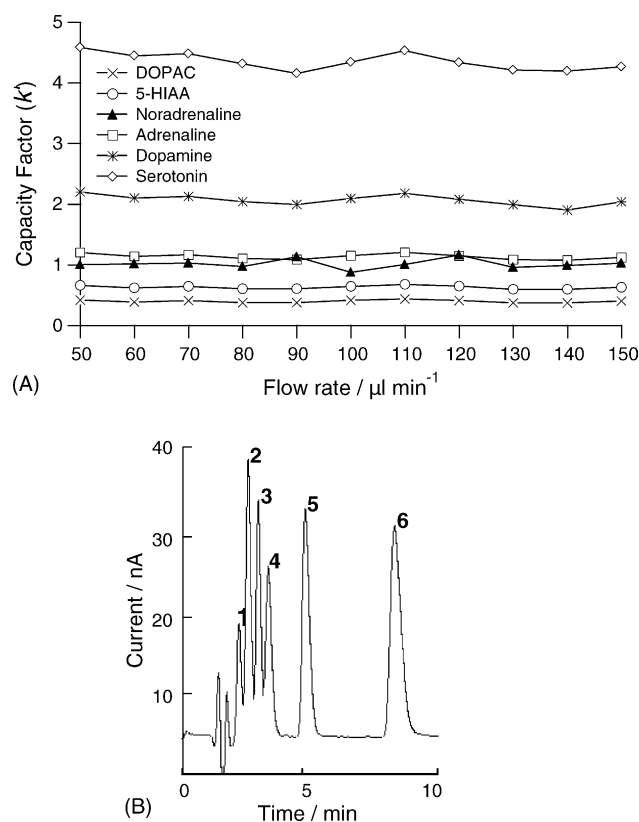 (A)
Capacity Factor (k')
5
4
3
2
1
0
DOPAC
5-HIAA
Noradrenaline
Adrenaline
Dopamine
Serotonin
50 60 70 80 90 100 110 120 130 140 150
Flow rate / µl min⁻¹
(B)
Current / nA
40
30
20
10
1
2
3
4
5
6
0 5 10
Time / min